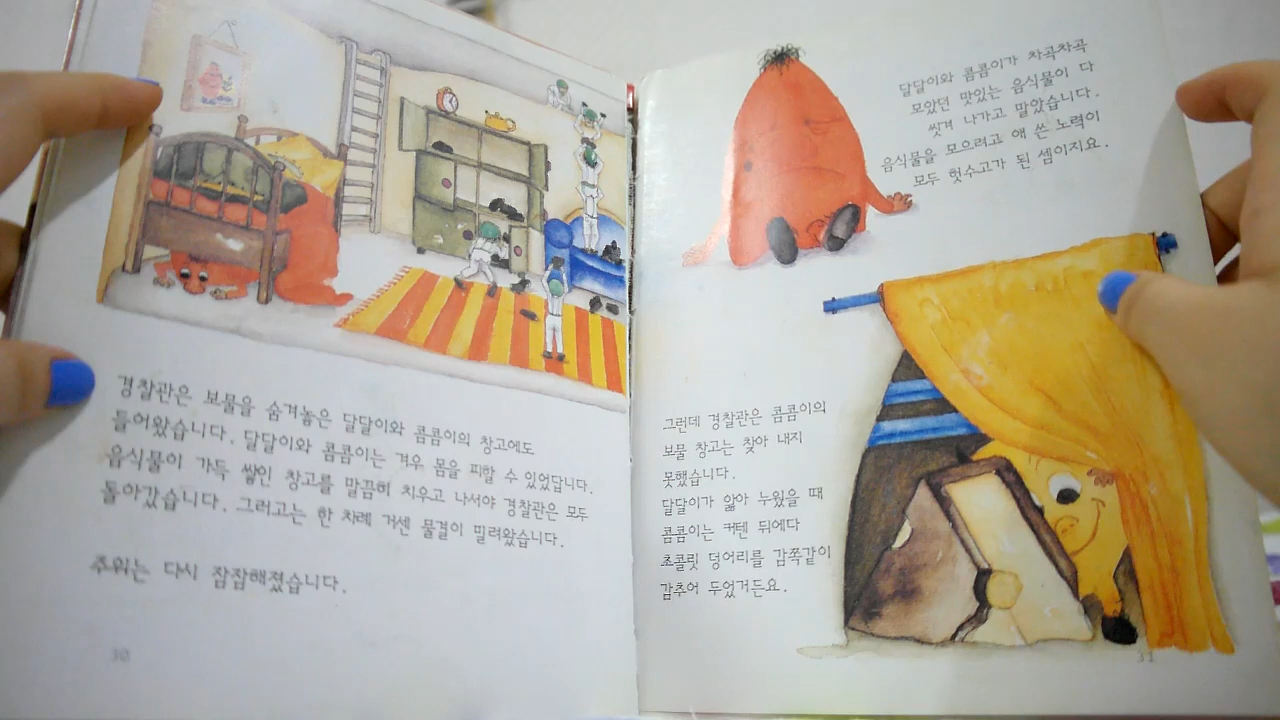 경찰관은 보물을 숨겨놓은 달달이와 콤콤이의 창고에도
들어왔습니다. 달달이와 콤콤이는 겨우 몸을 피할 수 있었답니다.
음식물이 가득 쌓인 창고를 말끔히 치우고 나서야 경찰관은 모두
돌아갔습니다. 그러고는 한 차례 거센 물결이 밀려왔습니다.
주위는 다시 잠잠해졌습니다.
30
달달이와 콤콤이가 차곡차곡
모았던 맛있는 음식물이 다
씻겨 나가고 말았습니다.
음식물을 모으려고 애 쓴 노력이
모두 헛수고가 된 셈이지요.
그런데 경찰관은 콤콤이의
보물 창고는 찾아 내지
못했습니다.
달달이가 앓아 누웠을 때
콤콤이는 커텐 뒤에다
초콜릿 덩어리를 감쪽같이
감추어 두었거든요.
31